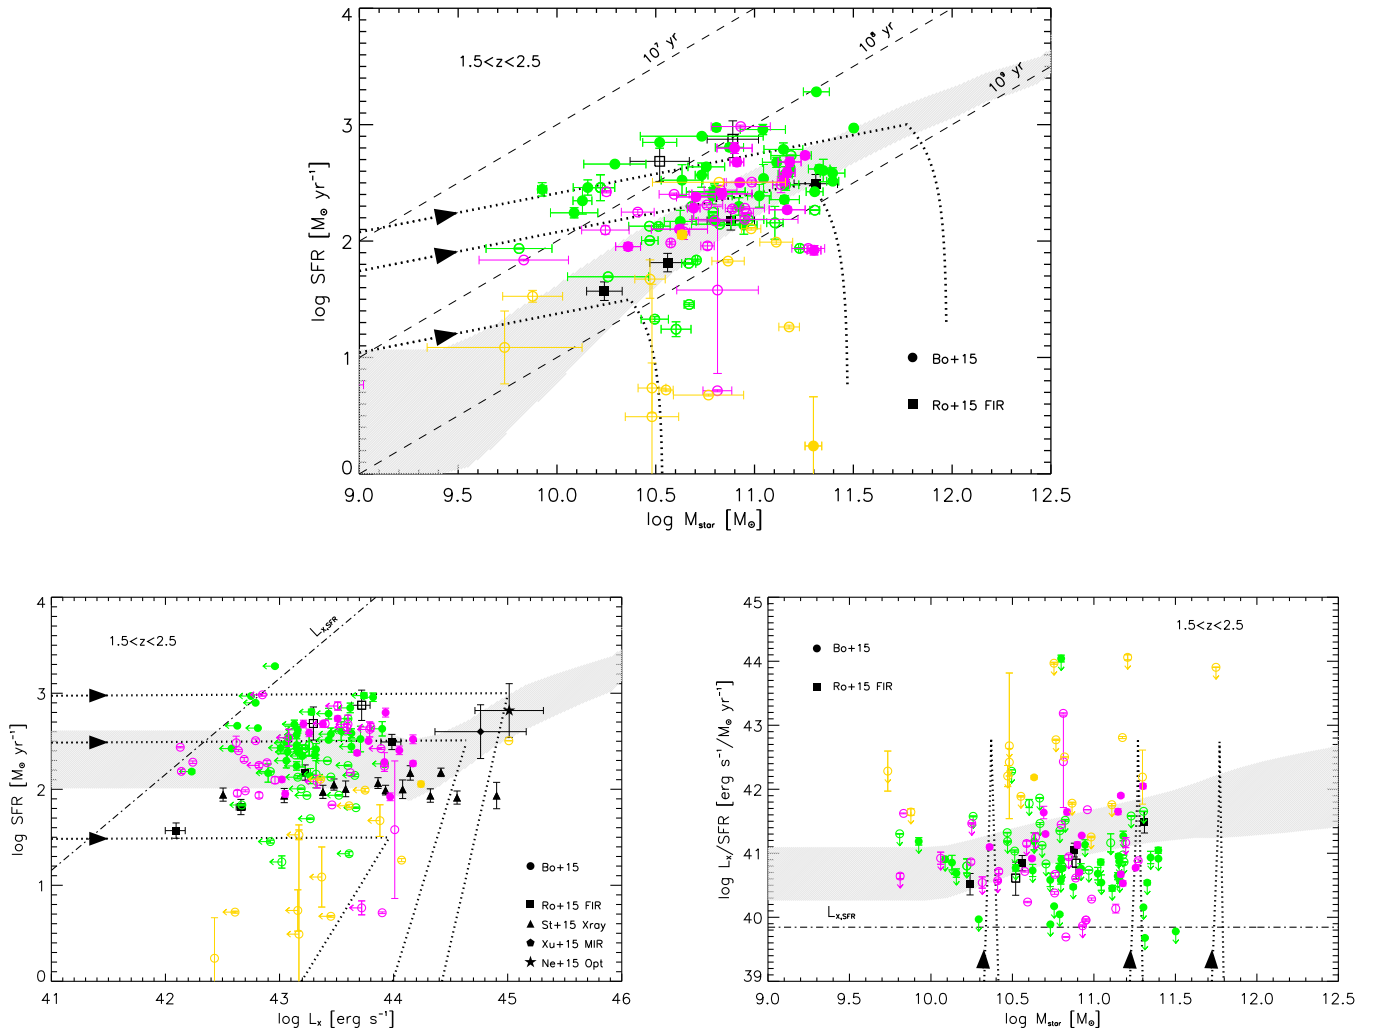 4
3
2
1
0
log SFR [M⊙ yr⁻¹]
1.5<z<2.5
10⁷ yr
10⁸ yr
10⁹ yr
Bo+15
Ro+15 FIR
9.0 9.5 10.0 10.5 11.0 11.5 12.0 12.5
log Mstar [M⊙]
4
3
2
1
0
log SFR [M⊙ yr⁻¹]
1.5<z<2.5
Lx,SFR
Bo+15
Ro+15 FIR
St+15 Xray
Xu+15 MIR
Ne+15 Opt
41 42 43 44 45 46
log Lx [erg s⁻¹]
45
44
43
42
41
40
39
log Lx/SFR [erg s⁻¹/M⊙ yr⁻¹]
1.5<z<2.5
Bo+15
Ro+15 FIR
Lx,SFR
9.0 9.5 10.0 10.5 11.0 11.5 12.0 12.5
log Mstar [M⊙]